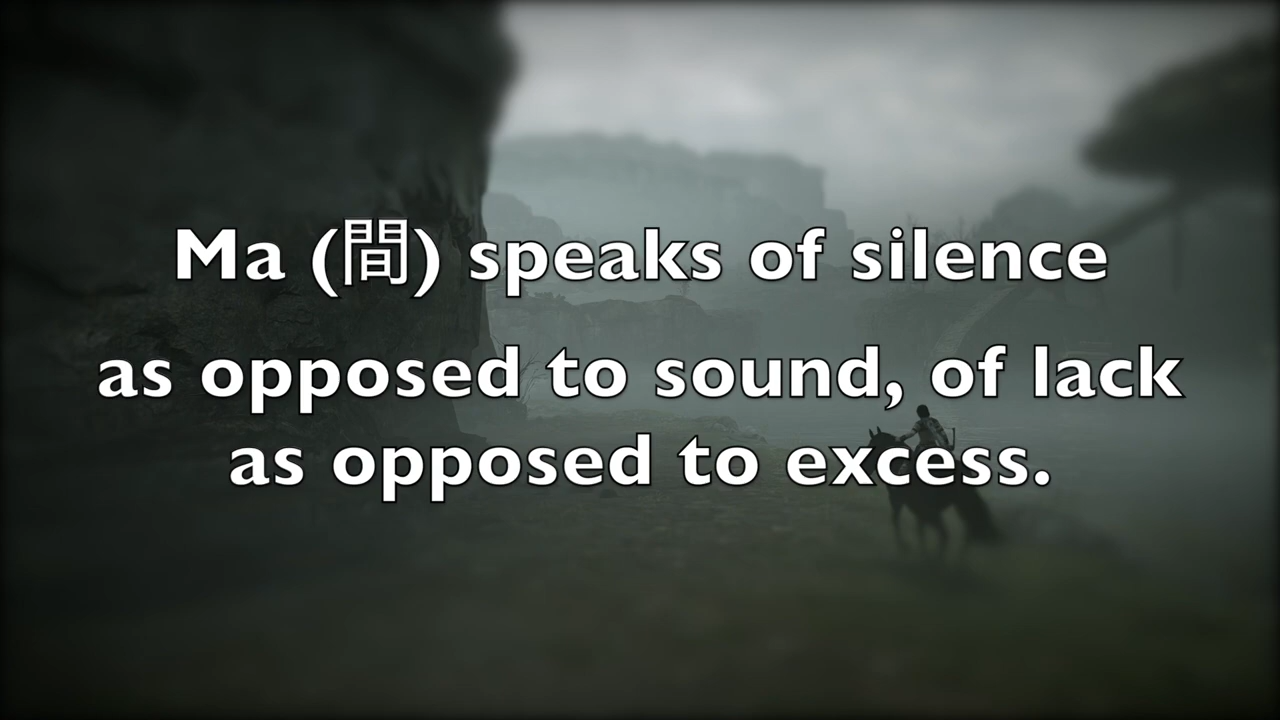 Ma (間) speaks of silence
as opposed to sound, of lack
as opposed to excess.